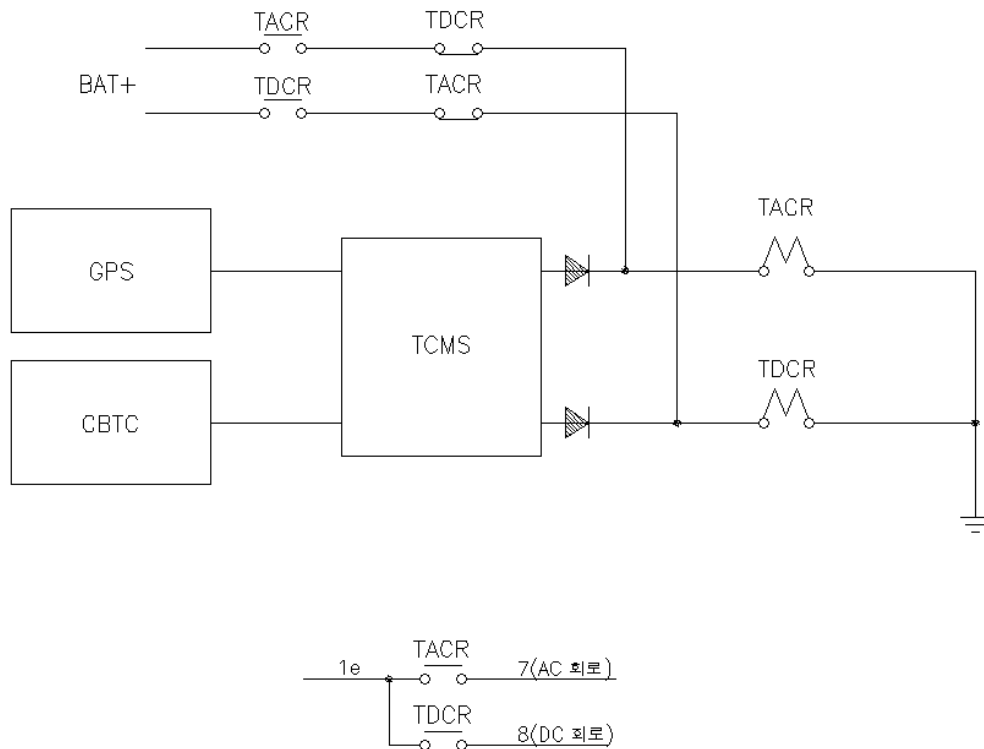 TACR TDCR
BAT+
TDCR TACR
TACR
GPS
TCMS
TDCR
CBTC
TACR
1e 7(AC 회로)
TDCR
8(DC 회로)